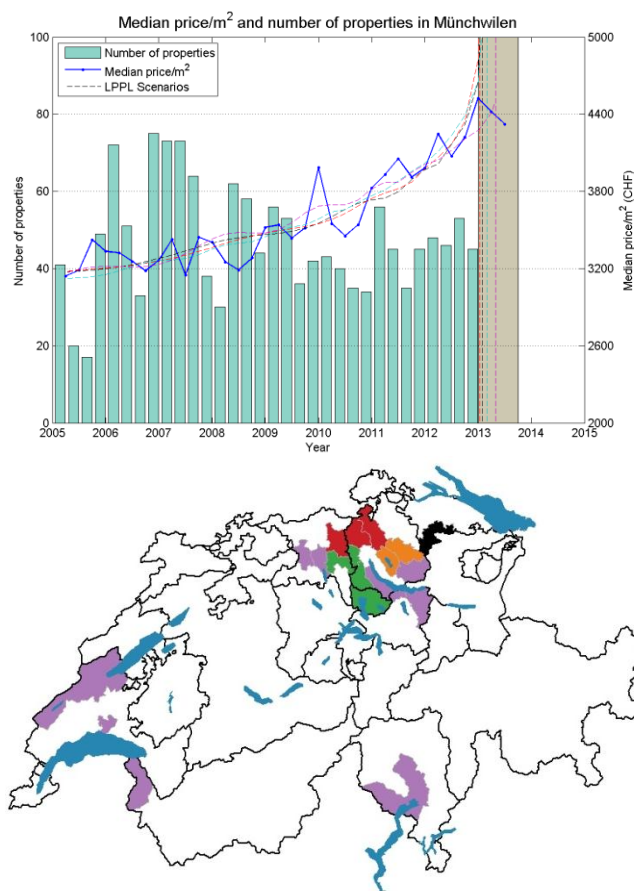 Median price/m² and number of properties in Münchwilen
Number of properties
Median price/m²
LPPL Scenarios
100
80
60
40
20
0
Number of properties
5000
4400
3800
3200
2600
2000
Median price/m² (CHF)
2005 2006 2007 2008 2009 2010 2011 2012 2013 2014 2015
Year